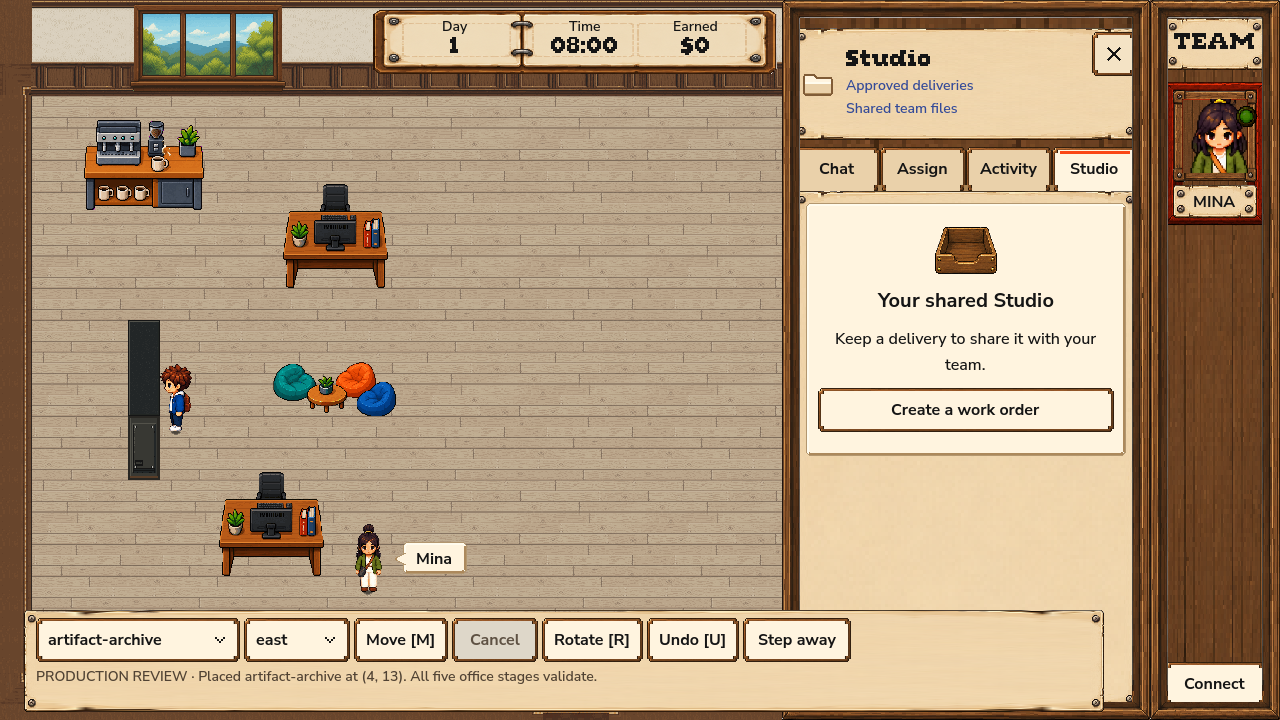 Day
1
Time
08:00
Earned
$0
Studio
Approved deliveries
Shared team files
Chat
Assign
Activity
Studio
Your shared Studio
Keep a delivery to share it with your
team.
Create a work order
TEAM
MINA
Connect
Mina
artifact-archive
east
Move [M]
Cancel
Rotate [R]
Undo [U]
Step away
PRODUCTION REVIEW · Placed artifact-archive at (4, 13). All five office stages validate.